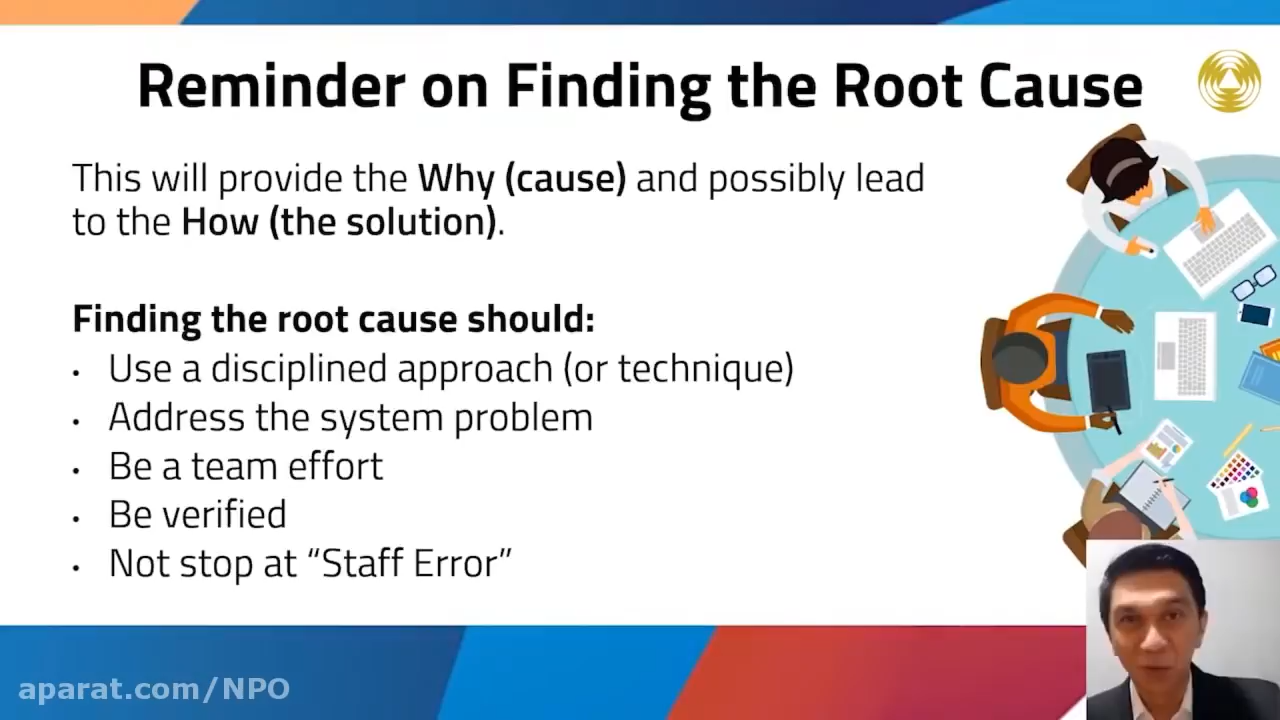 Reminder on Finding the Root Cause
This will provide the Why (cause) and possibly lead
to the How (the solution).
Finding the root cause should:
• Use a disciplined approach (or technique)
• Address the system problem
• Be a team effort
• Be verified
• Not stop at “Staff Error”
aparat.com/NPO